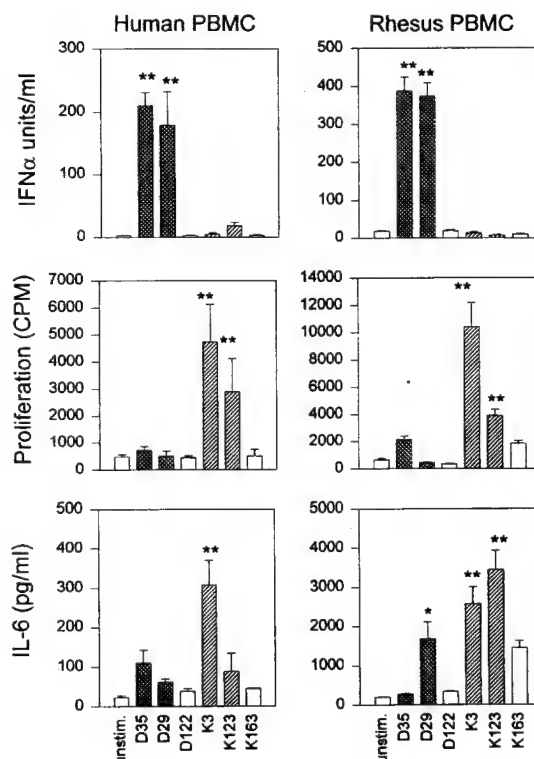 Human PBMC
Rhesus PBMC
IFNα units/ml
300
200
100
0
**
**
500
400
300
200
100
0
**
**
Proliferation (CPM)
7000
6000
5000
4000
3000
2000
1000
0
**
**
14000
12000
10000
8000
6000
4000
2000
0
**
**
IL-6 (pg/ml)
500
400
300
200
100
0
**
5000
4000
3000
2000
1000
0
*
**
**
unstim.
D35
D29
D122
K3
K123
K163
unstim.
D35
D29
D122
K3
K123
K163